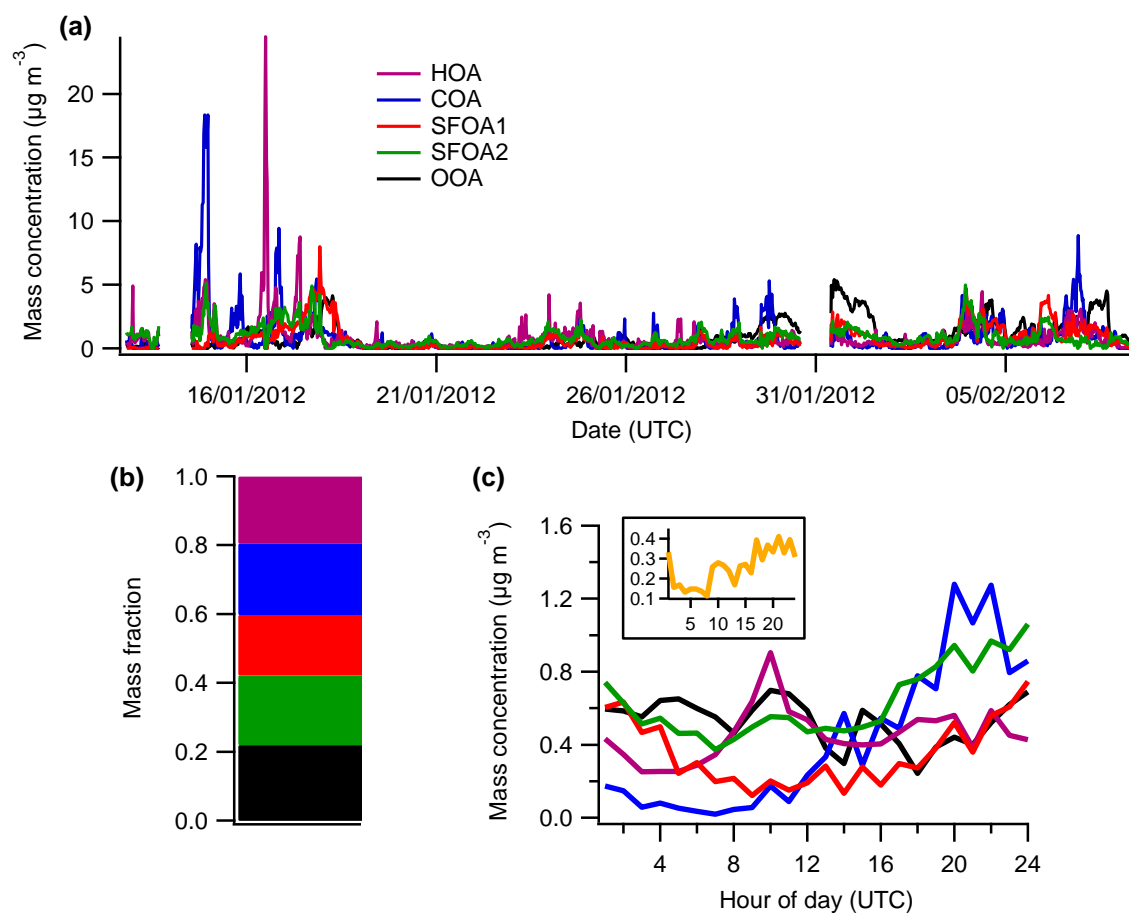 (a)
Mass concentration (µg m⁻³)
20
15
10
5
0
HOA
COA
SFOA1
SFOA2
OOA
16/01/2012
21/01/2012
26/01/2012
31/01/2012
05/02/2012
Date (UTC)
(b)
Mass fraction
1.0
0.8
0.6
0.4
0.2
0.0
(c)
Mass concentration (µg m⁻³)
1.6
1.2
0.8
0.4
0.0
0.4
0.3
0.2
0.1
5
10
15
20
4
8
12
16
20
24
Hour of day (UTC)